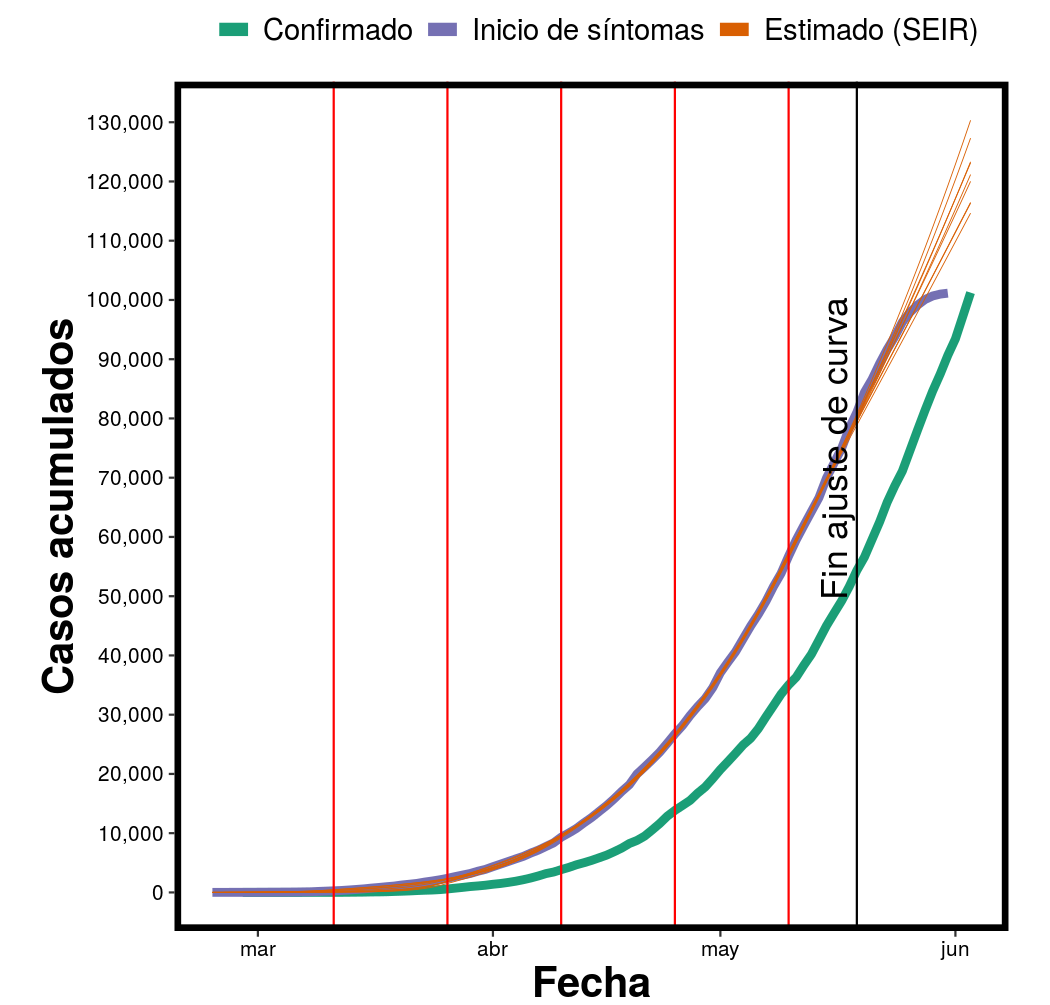 Confirmado Inicio de síntomas Estimado (SEIR)
130,000
120,000
110,000
100,000
90,000
80,000
70,000
60,000
50,000
40,000
30,000
20,000
10,000
0
Casos acumulados
Fin ajuste de curva
mar abr may jun
Fecha